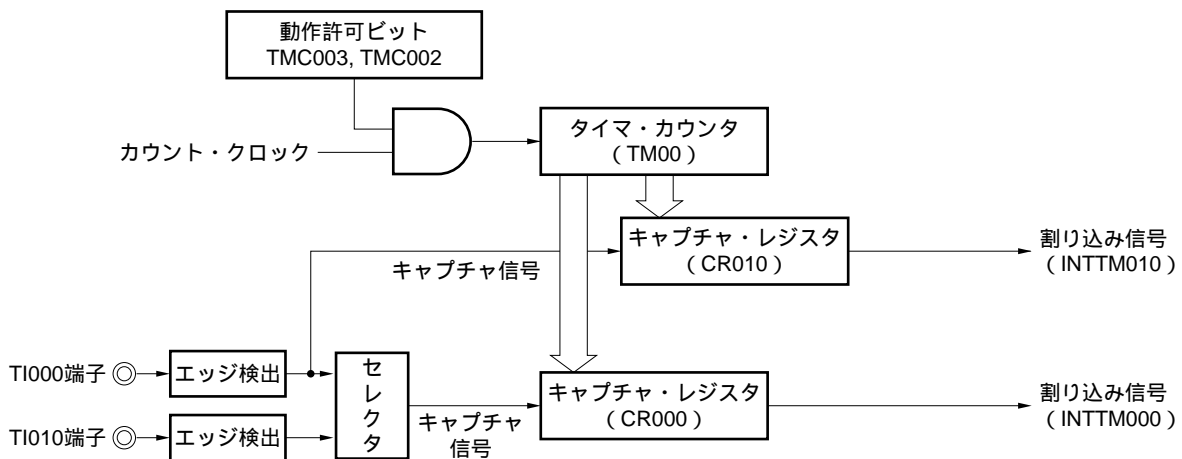 動作許可ビット
TMC003, TMC002
カウント・クロック
タイマ・カウンタ
（TM00）
キャプチャ・レジスタ
（CR010）
割り込み信号
（INTTM010）
キャプチャ信号
TI000端子
エッジ検出
セレクタ
キャプチャ・レジスタ
（CR000）
割り込み信号
（INTTM000）
キャプチャ
信号
TI010端子
エッジ検出